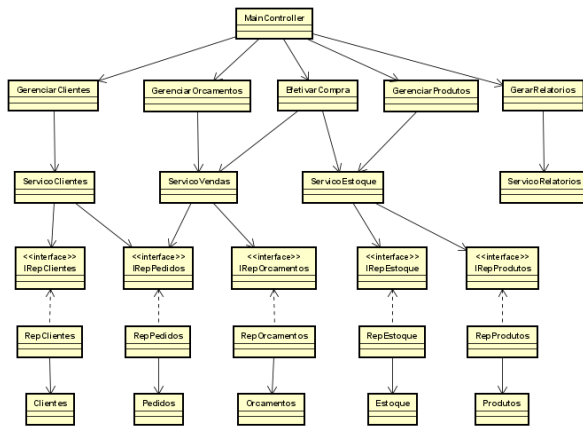 MainController
GerenciarClientes
GerenciarOrcamentos
EfetivarCompra
GerenciarProdutos
GerarRelatorios
ServicoClientes
ServicoVendas
ServicoEstoque
ServicoRelatorios
<<interface>>
IRepClientes
<<interface>>
IRepPedidos
<<interface>>
IRepOrcamentos
<<interface>>
IRepEstoque
<<interface>>
IRepProdutos
RepClientes
RepPedidos
RepOrcamentos
RepEstoque
RepProdutos
Clientes
Pedidos
Orcamentos
Estoque
Produtos